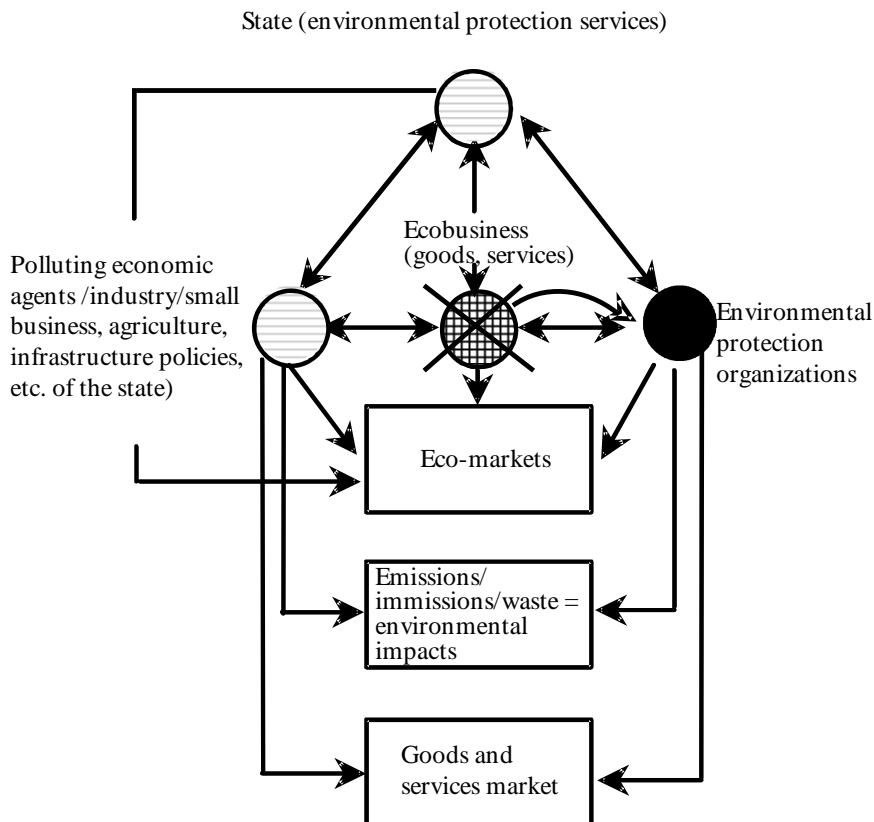 State (environmental protection services)
Ecobusiness
(goods, services)
Polluting economic
agents /industry/small
business, agriculture,
infrastructure policies,
etc. of the state)
Environmental
protection
organizations
Eco-markets
Emissions/
immissions/waste =
environmental
impacts
Goods and
services market